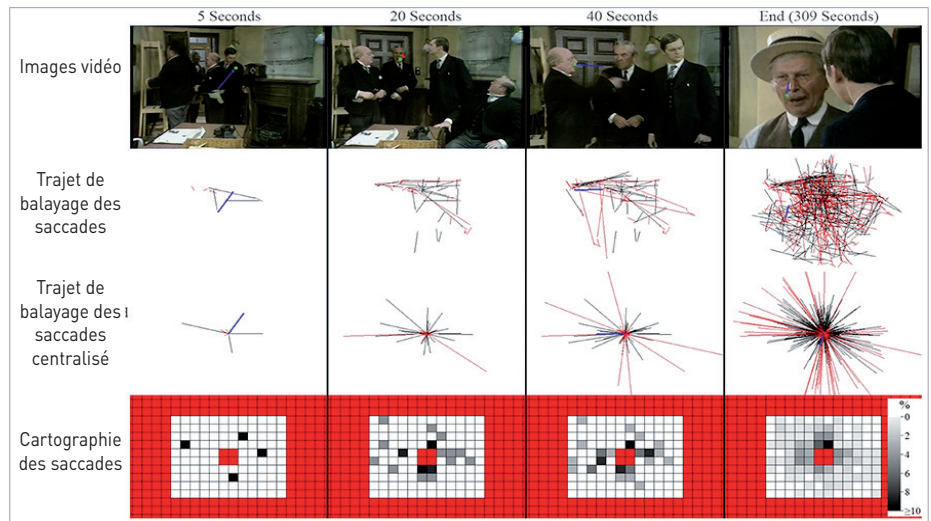 5 Seconds 20 Seconds 40 Seconds End (309 Seconds)
Images vidéo
Trajet de
balayage des
saccades
Trajet de
balayage des
saccades
centralisé
Cartographie
des saccades
%
0
2
4
6
8
≥10